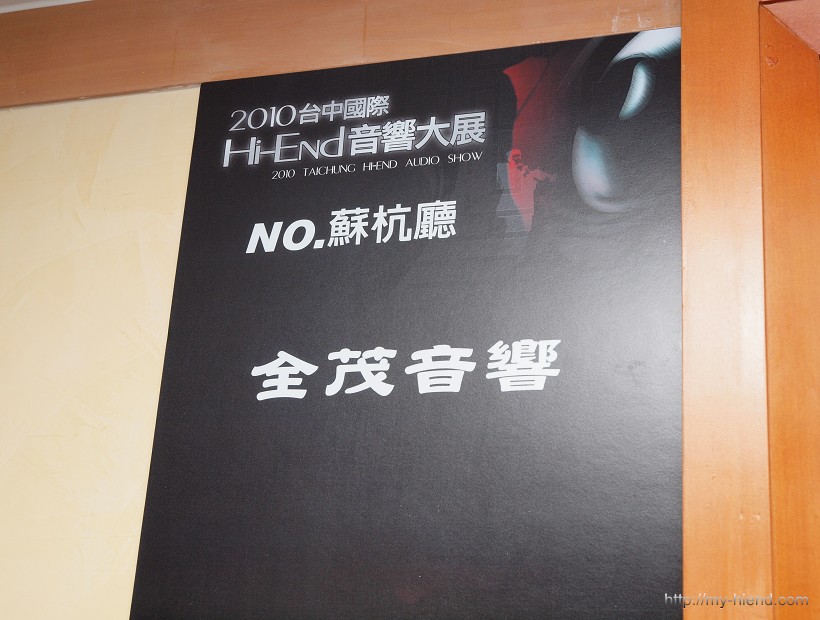 2010台中國際
Hi-End音響大展
2010 TAICHUNG HI-END AUDIO SHOW
NO.蘇杭廳
全茂音響
http://my-hiend.com